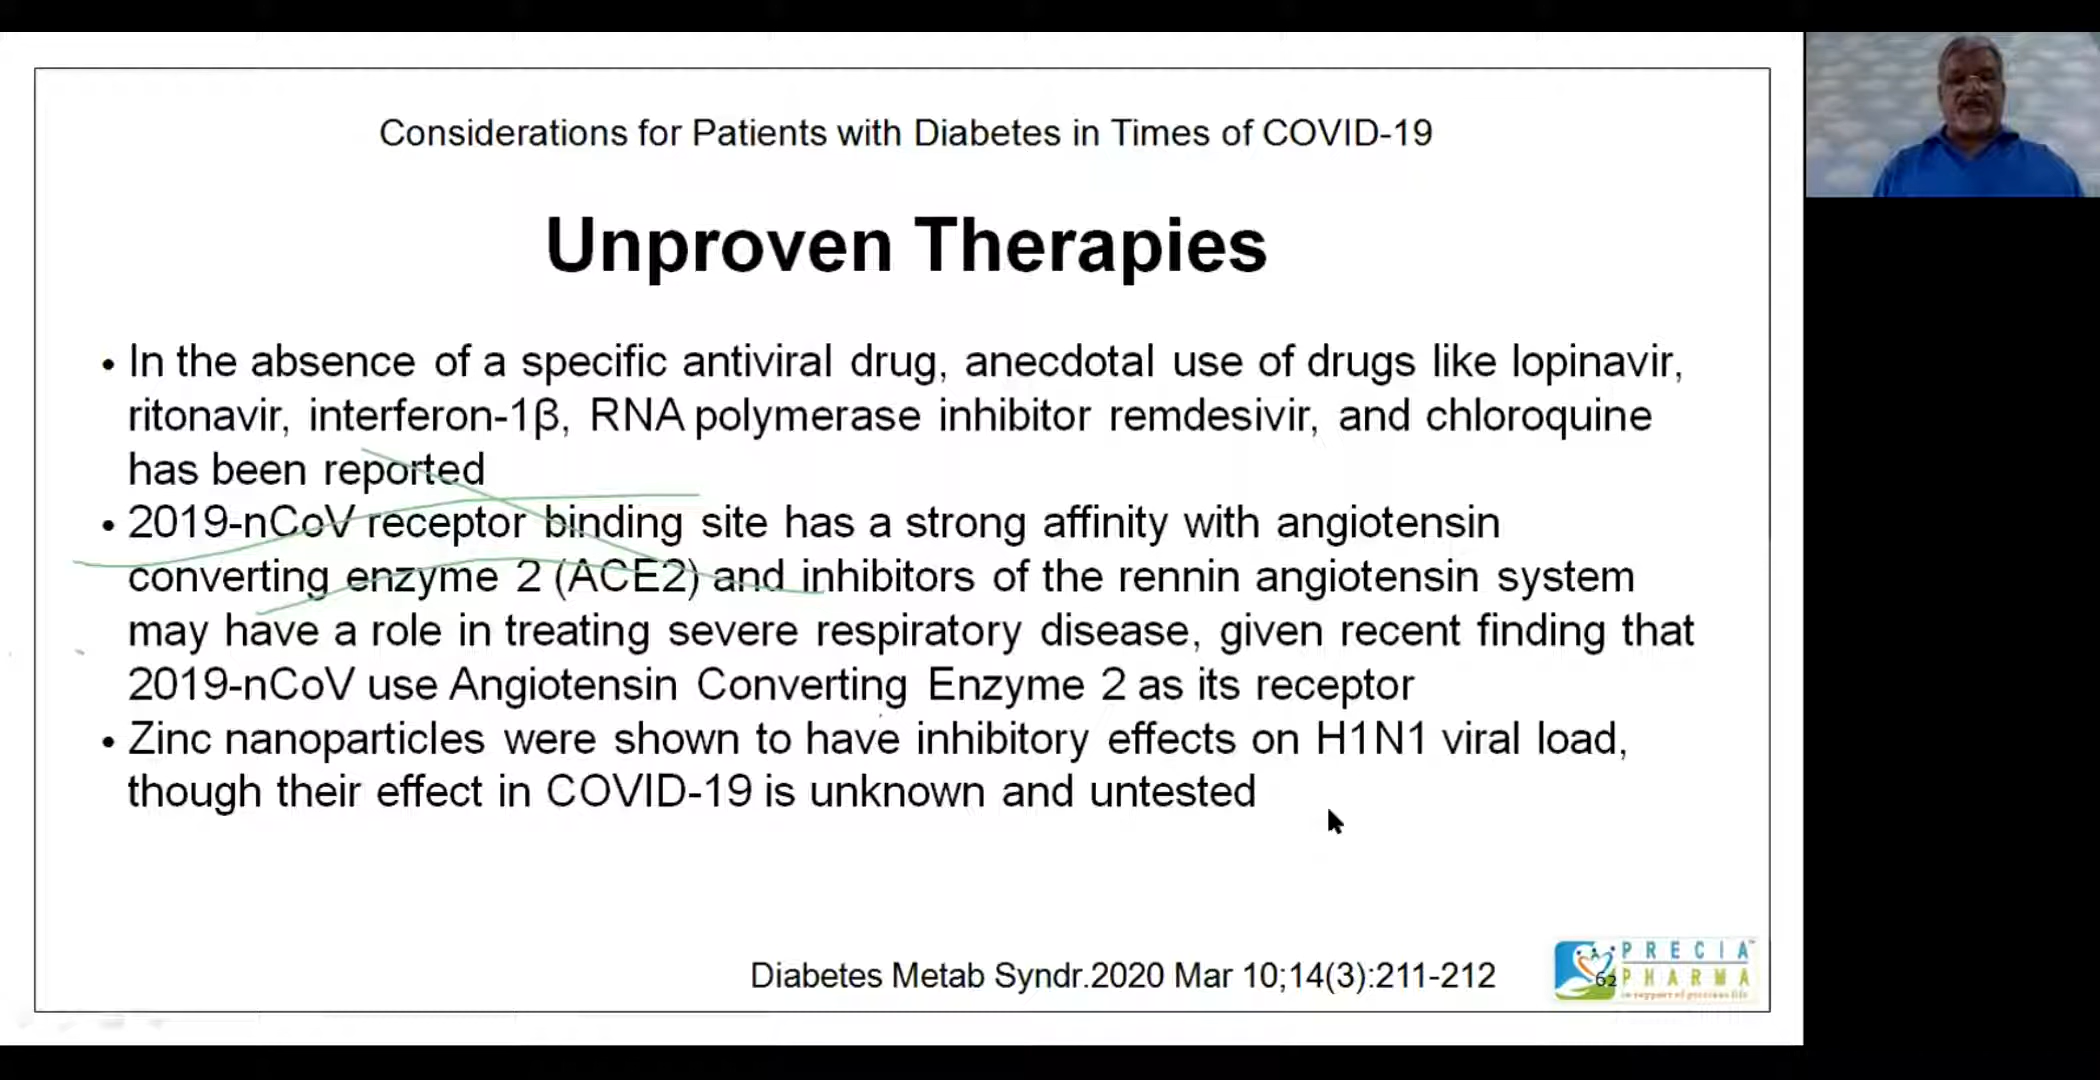 Considerations for Patients with Diabetes in Times of COVID-19
Unproven Therapies
• In the absence of a specific antiviral drug, anecdotal use of drugs like lopinavir,
ritonavir, interferon-1β, RNA polymerase inhibitor remdesivir, and chloroquine
has been reported
• 2019-nCoV receptor binding site has a strong affinity with angiotensin
converting enzyme 2 (ACE2) and inhibitors of the rennin angiotensin system
may have a role in treating severe respiratory disease, given recent finding that
2019-nCoV use Angiotensin Converting Enzyme 2 as its receptor
• Zinc nanoparticles were shown to have inhibitory effects on H1N1 viral load,
though their effect in COVID-19 is unknown and untested
Diabetes Metab Syndr.2020 Mar 10;14(3):211-212
PRECIA™
62
PHARMA
in support of precious life